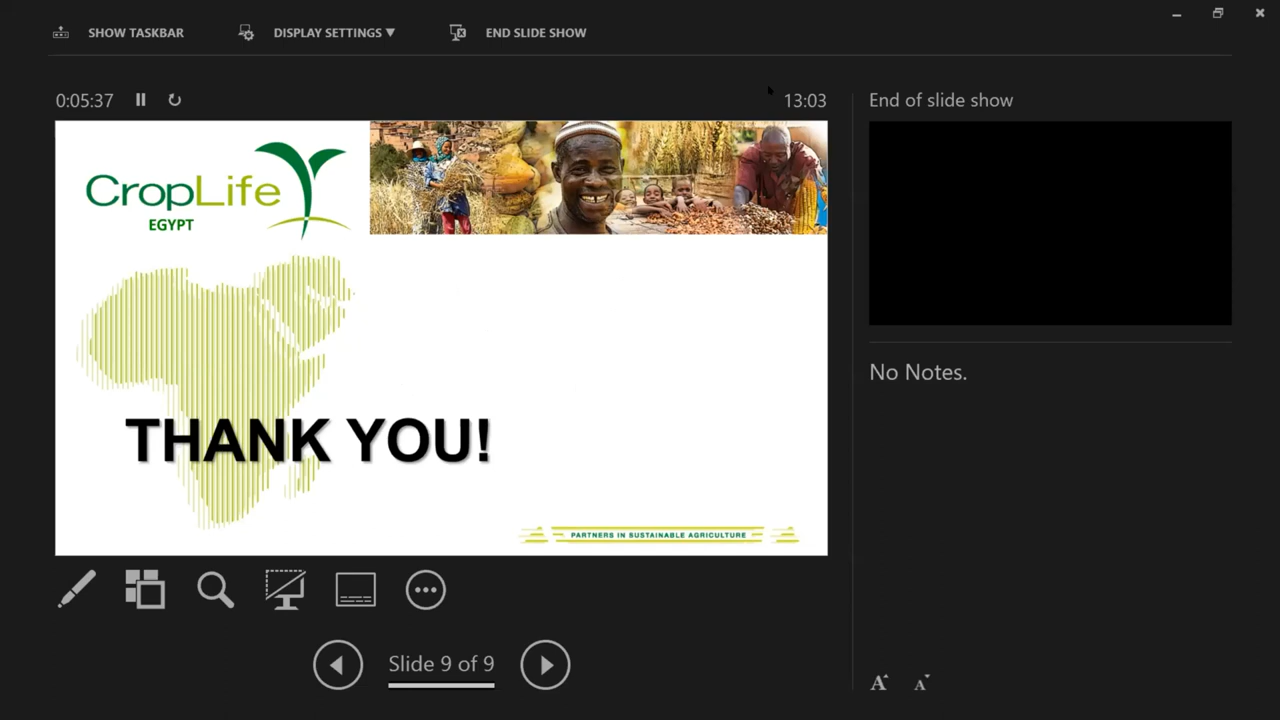 SHOW TASKBAR
DISPLAY SETTINGS ▼
END SLIDE SHOW
0:05:37
13:03
End of slide show
CropLife
EGYPT
THANK YOU!
PARTNERS IN SUSTAINABLE AGRICULTURE
No Notes.
Slide 9 of 9
A
A